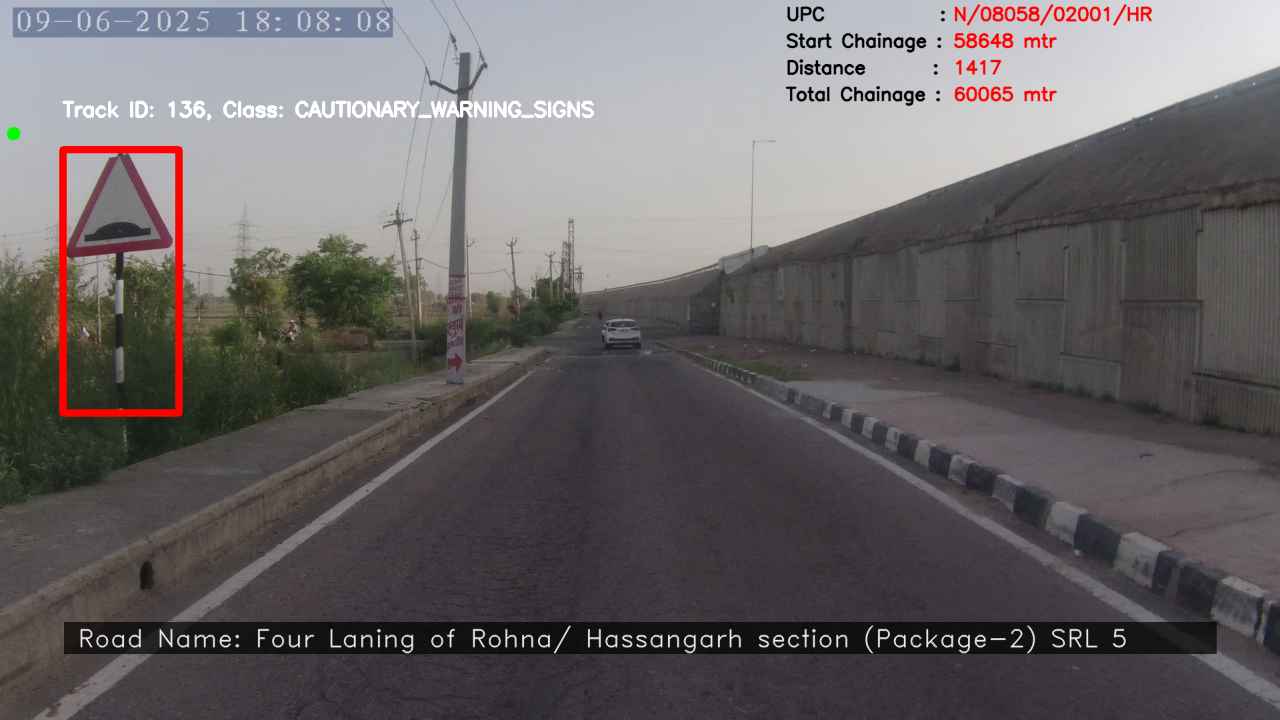 09-06-2025 18:08:08
UPC : N/08058/02001/HR
Start Chainage : 58648 mtr
Distance : 1417
Total Chainage : 60065 mtr
Track ID: 136, Class: CAUTIONARY_WARNING_SIGNS
Road Name: Four Laning of Rohna/ Hassangarh section (Package-2) SRL 5